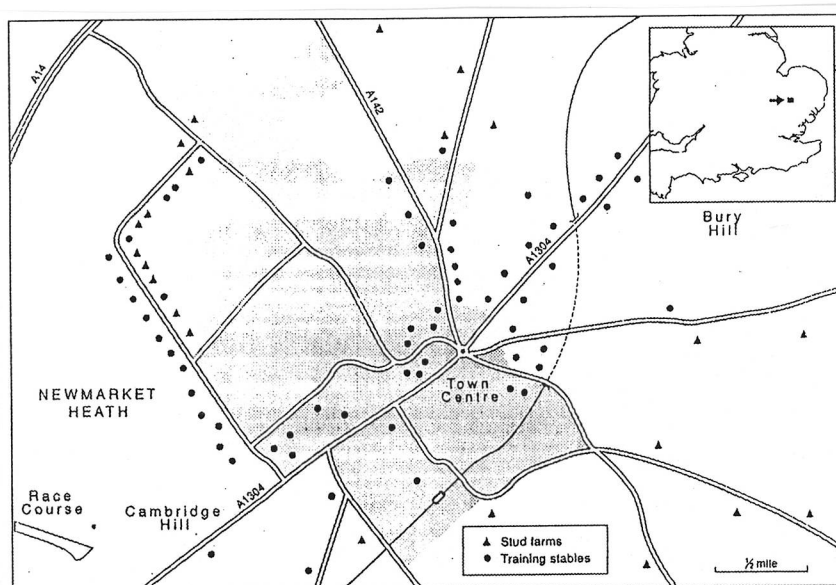 A14
A142
A1304
Bury
Hill
Town
Centre
NEWMARKET
HEATH
Race
Course
Cambridge
Hill
A1304
Stud farms
Training stables
½ mile